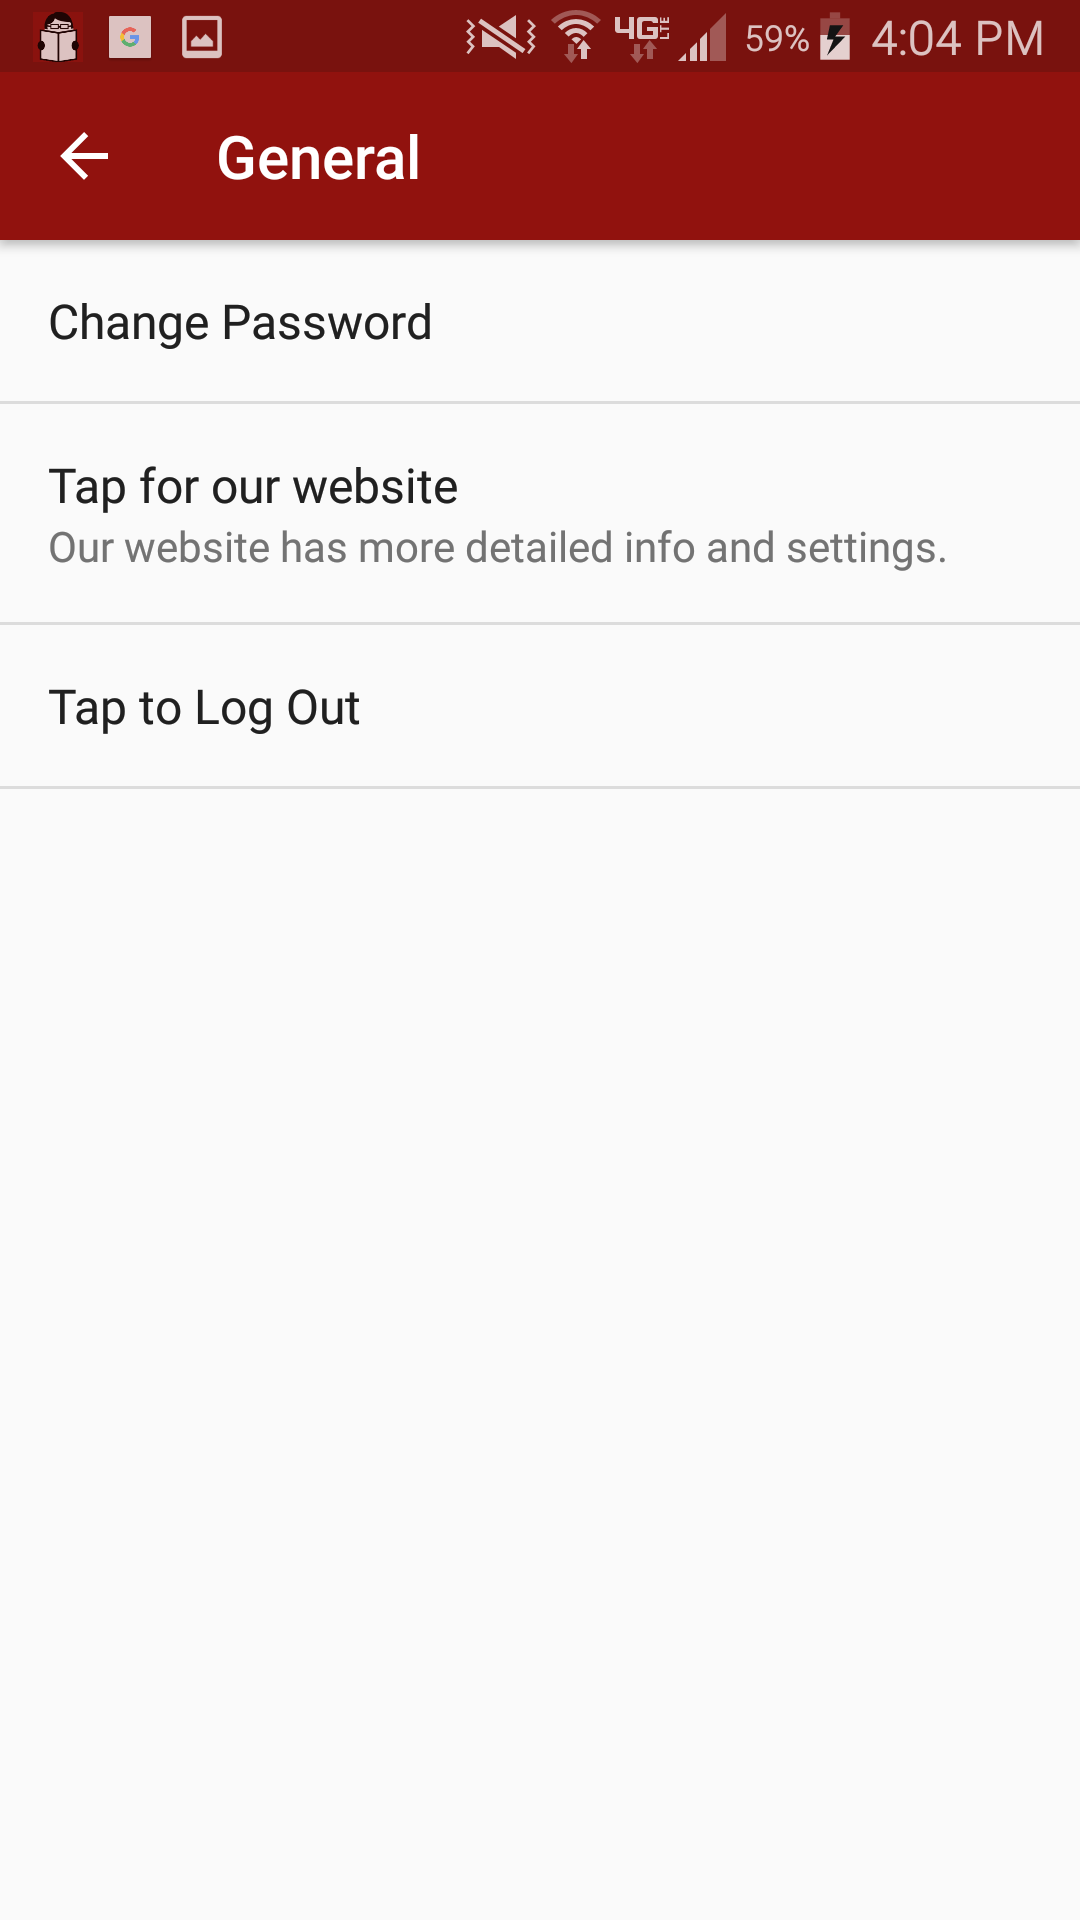 4G LTE 59% 4:04 PM
General
Change Password
Tap for our website
Our website has more detailed info and settings.
Tap to Log Out